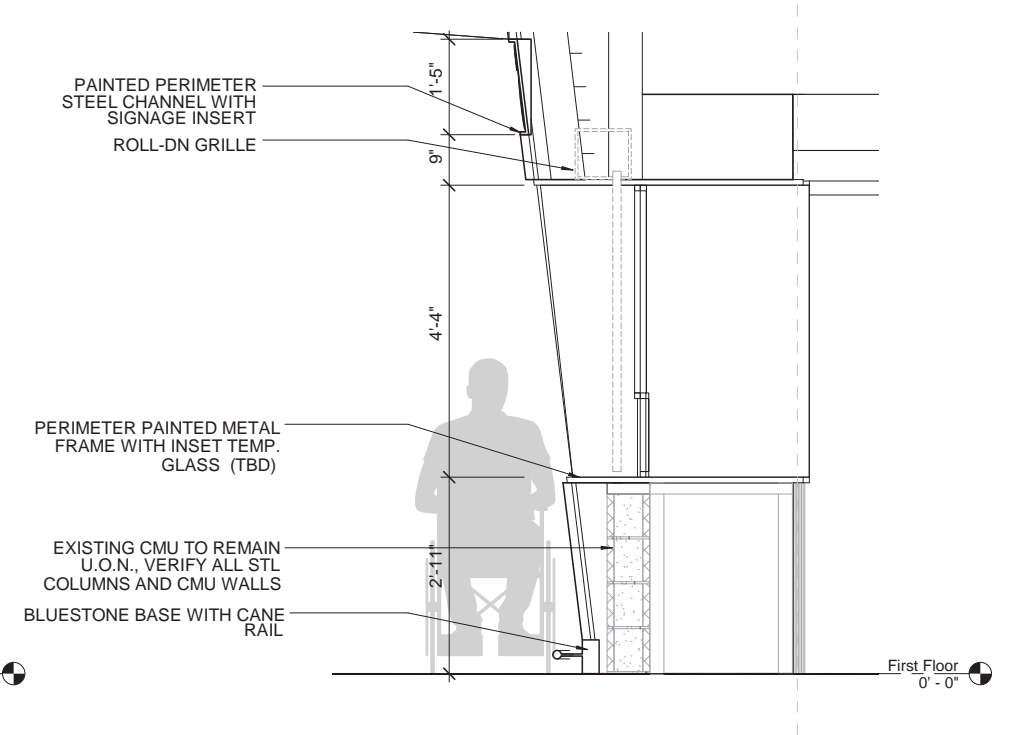 PAINTED PERIMETER
STEEL CHANNEL WITH
SIGNAGE INSERT
ROLL-DN GRILLE
1'-5"
9"
4'-4"
PERIMETER PAINTED METAL
FRAME WITH INSET TEMP.
GLASS (TBD)
2'-11"
EXISTING CMU TO REMAIN
U.O.N., VERIFY ALL STL
COLUMNS AND CMU WALLS
BLUESTONE BASE WITH CANE
RAIL
First Floor
0' - 0"